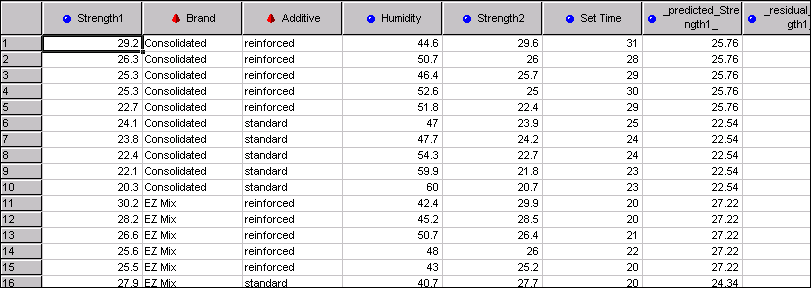 Strength1 Brand Additive Humidity Strength2 Set Time _predicted_Stre _residual_
ngth1_ gth1_
1 29.2 Consolidated reinforced 44.6 29.6 31 25.76
2 26.3 Consolidated reinforced 50.7 26 28 25.76
3 25.3 Consolidated reinforced 46.4 25.7 29 25.76
4 25.3 Consolidated reinforced 52.6 25 30 25.76
5 22.7 Consolidated reinforced 51.8 22.4 29 25.76
6 24.1 Consolidated standard 47 23.9 25 22.54
7 23.8 Consolidated standard 47.7 24.2 24 22.54
8 22.4 Consolidated standard 54.3 22.7 24 22.54
9 22.1 Consolidated standard 59.9 21.8 23 22.54
10 20.3 Consolidated standard 60 20.7 23 22.54
11 30.2 EZ Mix reinforced 42.4 29.9 20 27.22
12 28.2 EZ Mix reinforced 45.2 28.5 20 27.22
13 26.6 EZ Mix reinforced 50.7 26.4 21 27.22
14 25.6 EZ Mix reinforced 48 26 22 27.22
15 25.5 EZ Mix reinforced 43 25.2 20 27.22
16 27.9 EZ Mix standard 40.7 27.7 20 24.34